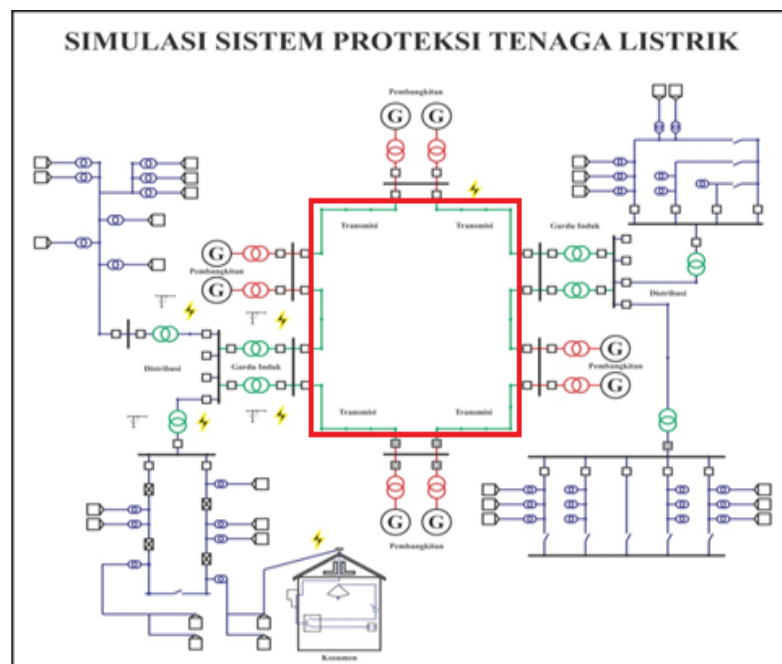 SIMULASI SISTEM PROTEKSI TENAGA LISTRIK
Pembangkitan
G G
Transmisi
Transmisi
Gardu Induk
G
Pembangkitan
G
Distribusi
G
Pembangkitan
G
Distribusi
Gardu Induk
Transmisi
Transmisi
G G
Pembangkitan
Kosumen